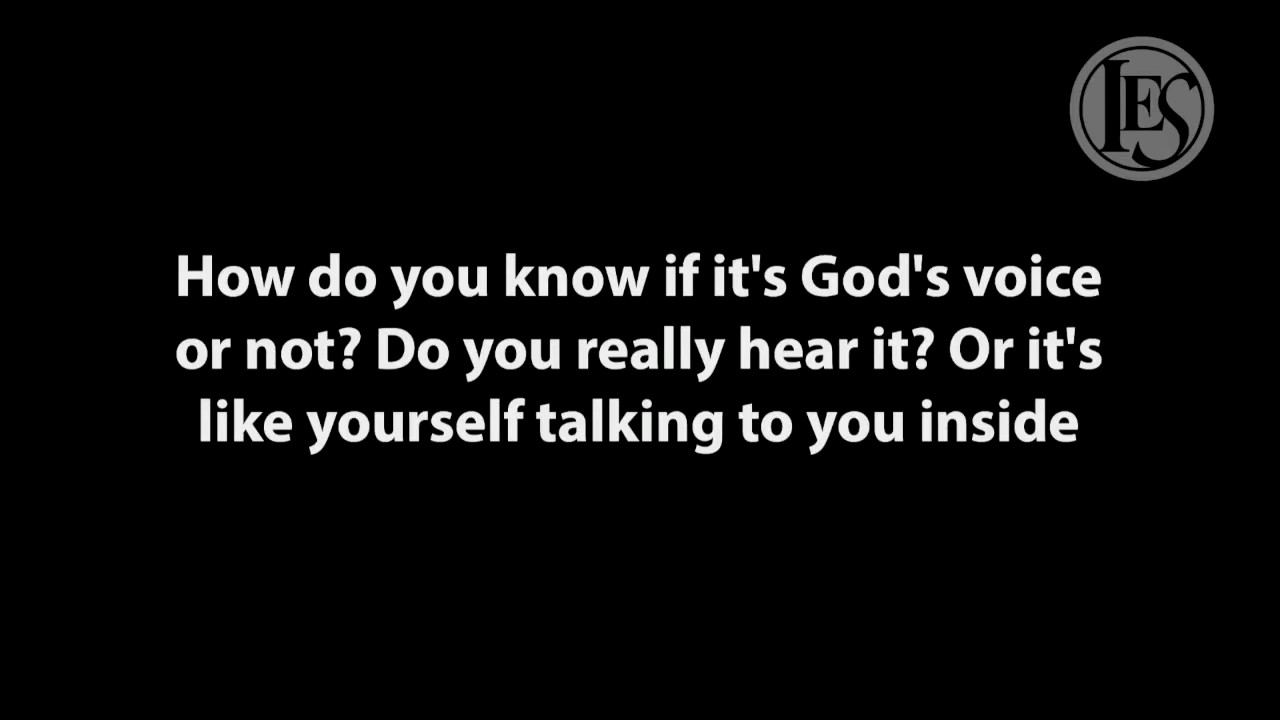 IES
How do you know if it's God's voice
or not? Do you really hear it? Or it's
like yourself talking to you inside